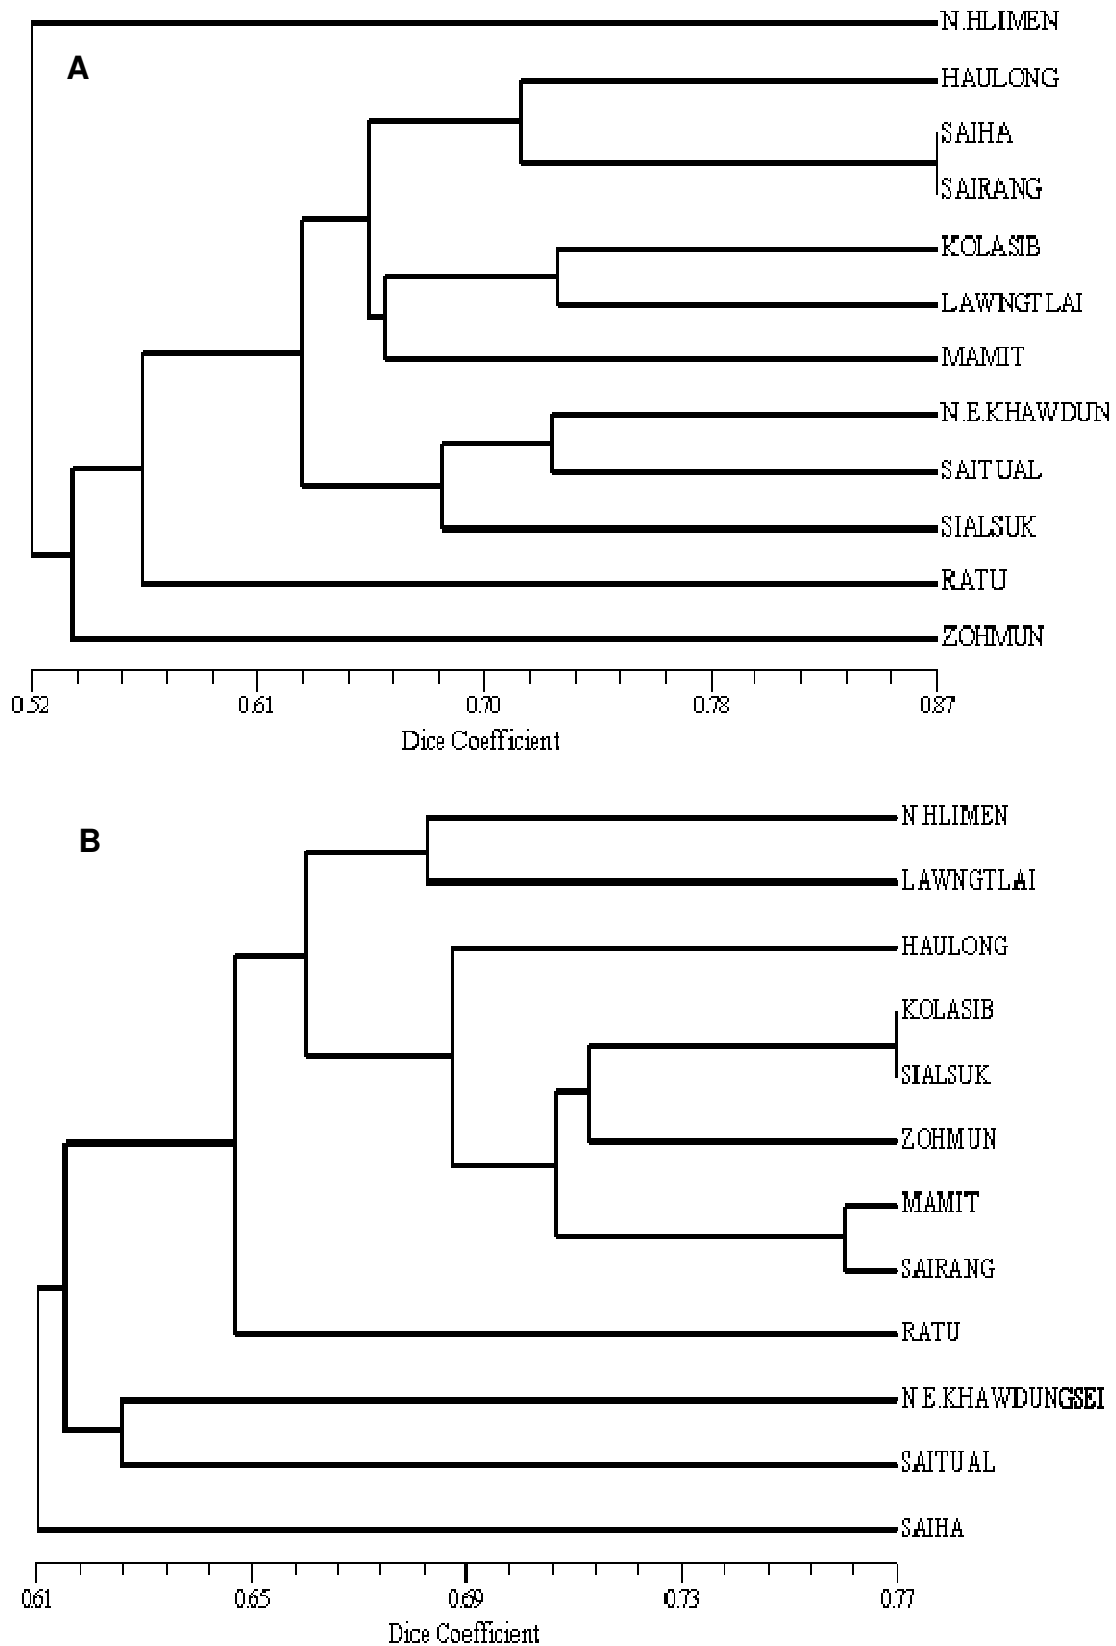 N.HLIMEN
A
HAULONG
SAIHA
SAIRANG
KOLASIB
LAWNGTLAI
MAMIT
N.E.KHAWDUN
SAITUAL
SIALSUK
RATU
ZOHMUN
0.52 0.61 0.70 0.78 0.87
Dice Coefficient
N.HLIMEN
B
LAWNGTLAI
HAULONG
KOLASIB
SIALSUK
ZOHMUN
MAMIT
SAIRANG
RATU
N.E.KHAWDUNGSEI
SAITUAL
SAIHA
0.61 0.65 0.69 0.73 0.77
Dice Coefficient